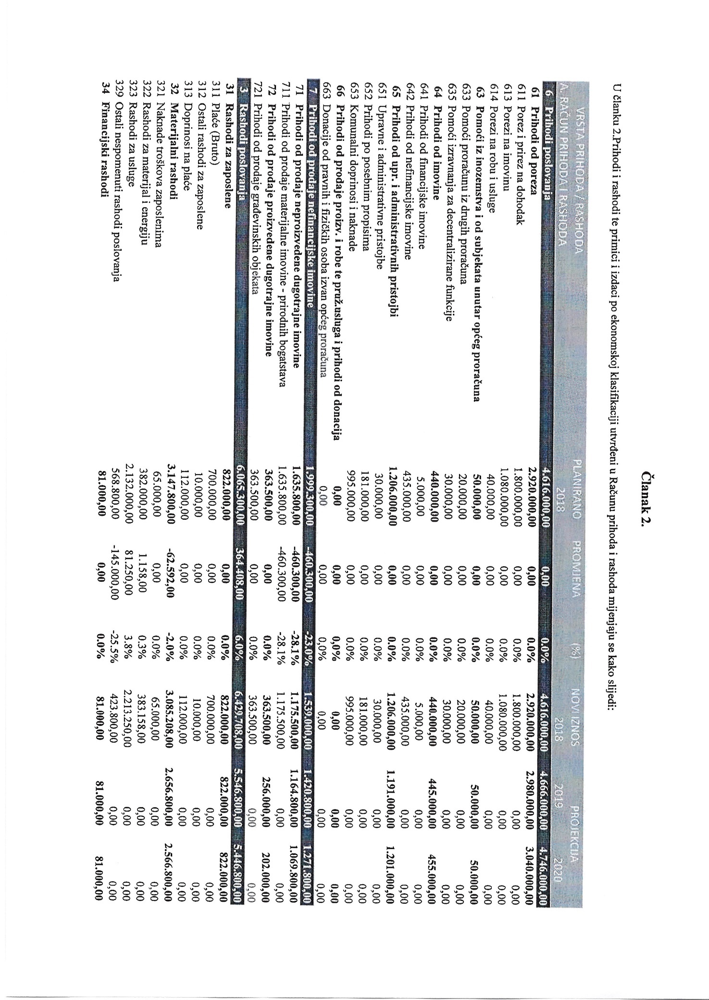 Članak 2.
U članku 2.Prihodi i rashodi te primici i izdaci po ekonomskoj klasifikaciji utvrđeni u Računu prihoda i rashoda mijenjaju se kako slijedi:
VRSTA PRIHODA / RASHODA PLANIRANO PROMJENA (%) NOVI IZNOS PROJEKCIJA
A. RAČUN PRIHODA I RASHODA 2018 2018 2019 2020
6 Prihodi poslovanja 4.616.000,00 0,00 0.0% 4.616.000,00 4.666.000,00 4.746.000,00
61 Prihodi od poreza 2.920.000,00 0,00 0.0% 2.920.000,00 2.980.000,00 3.040.000,00
611 Porez i prirez na dohodak 1.800.000,00 0,00 0.0% 1.800.000,00 0,00 0,00
613 Porezi na imovinu 1.080.000,00 0,00 0.0% 1.080.000,00 0,00 0,00
614 Porezi na robu i usluge 40.000,00 0,00 0.0% 40.000,00 0,00 0,00
63 Pomoći iz inozemstva i od subjekata unutar općeg proračuna 50.000,00 0,00 0.0% 50.000,00 50.000,00 50.000,00
633 Pomoći proračunu iz drugih proračuna 20.000,00 0,00 0.0% 20.000,00 0,00 0,00
635 Pomoći izravnanja za decentralizirane funkcije 30.000,00 0,00 0.0% 30.000,00 0,00 0,00
64 Prihodi od imovine 440.000,00 0,00 0.0% 440.000,00 445.000,00 455.000,00
641 Prihodi od financijske imovine 5.000,00 0,00 0.0% 5.000,00 0,00 0,00
642 Prihodi od nefinancijske imovine 435.000,00 0,00 0.0% 435.000,00 0,00 0,00
65 Prihodi od upr. i administrativnih pristojbi 1.206.000,00 0,00 0.0% 1.206.000,00 1.191.000,00 1.201.000,00
651 Upravne i administrativne pristojbe 30.000,00 0,00 0.0% 30.000,00 0,00 0,00
652 Prihodi po posebnim propisima 181.000,00 0,00 0.0% 181.000,00 0,00 0,00
653 Komunalni doprinosi i naknade 995.000,00 0,00 0.0% 995.000,00 0,00 0,00
66 Prihodi od prodaje proizv. i robe te pruž.usluga i prihodi od donacija 0,00 0,00 0,0% 0,00 0,00 0,00
663 Donacije od pravnih i fizičkih osoba izvan općeg proračuna 0,00 0,00 0,0% 0,00 0,00 0,00
7 Prihodi od prodaje nefinancijske imovine 1.999.300,00 -460.300,00 -23.0% 1.539.000,00 1.420.800,00 1.271.800,00
71 Prihodi od prodaje neproizvedene dugotrajne imovine 1.635.800,00 -460.300,00 -28.1% 1.175.500,00 1.164.800,00 1.069.800,00
711 Prihodi od prodaje materijalne imovine - prirodnih bogatstava 1.635.800,00 -460.300,00 -28.1% 1.175.500,00 0,00 0,00
72 Prihodi od prodaje proizvedene dugotrajne imovine 363.500,00 0,00 0.0% 363.500,00 256.000,00 202.000,00
721 Prihodi od prodaje građevinskih objekata 363.500,00 0,00 0.0% 363.500,00 0,00 0,00
3 Rashodi poslovanja 6.065.300,00 364.408,00 6.0% 6.429.708,00 5.546.800,00 5.446.800,00
31 Rashodi za zaposlene 822.000,00 0,00 0.0% 822.000,00 822.000,00 822.000,00
311 Plaće (Bruto) 700.000,00 0,00 0.0% 700.000,00 0,00 0,00
312 Ostali rashodi za zaposlene 10.000,00 0,00 0.0% 10.000,00 0,00 0,00
313 Doprinosi na plaće 112.000,00 0,00 0.0% 112.000,00 0,00 0,00
32 Materijalni rashodi 3.147.800,00 -62.592,00 -2.0% 3.085.208,00 2.656.800,00 2.566.800,00
321 Naknade troškova zaposlenima 65.000,00 0,00 0.0% 65.000,00 0,00 0,00
322 Rashodi za materijal i energiju 382.000,00 1.158,00 0.3% 383.158,00 0,00 0,00
323 Rashodi za usluge 2.132.000,00 81.250,00 3.8% 2.213.250,00 0,00 0,00
329 Ostali nespomenuti rashodi poslovanja 568.800,00 -145.000,00 -25.5% 423.800,00 0,00 0,00
34 Financijski rashodi 81.000,00 0,00 0.0% 81.000,00 81.000,00 81.000,00